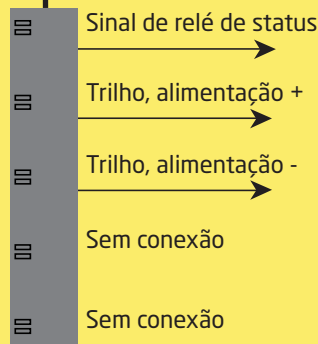 Sinal de relé de status
Trilho, alimentação +
Trilho, alimentação -
Sem conexão
Sem conexão